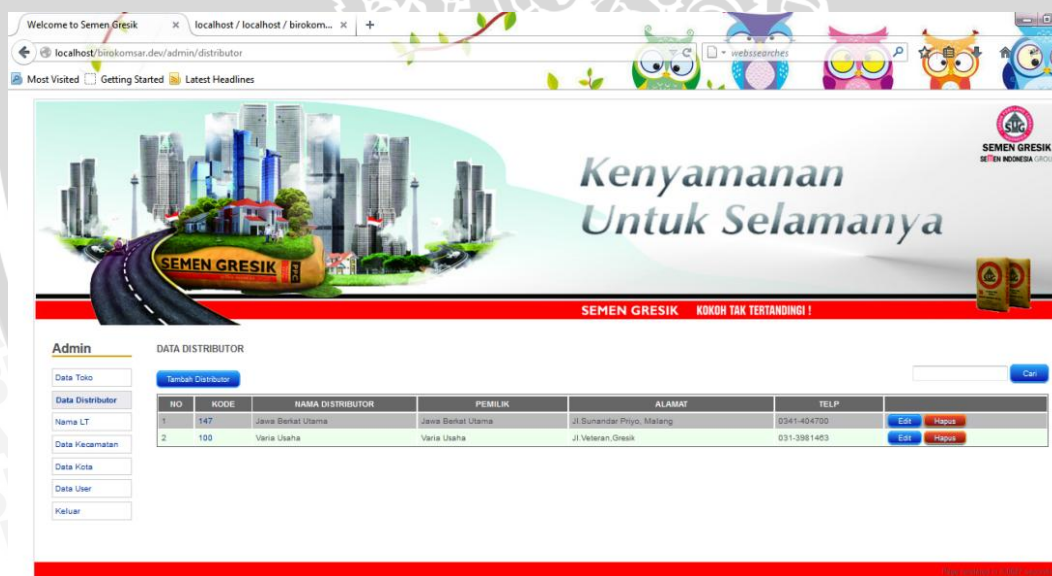 Welcome to Semen Gresik × localhost / localhost / birokom... × +
localhost/birokomsar.dev/admin/distributor webssearches
Most Visited Getting Started Latest Headlines
SMG
SEMEN GRESIK
SEMEN INDONESIA GROUP
Kenyamanan
Untuk Selamanya
SEMEN GRESIK PPC
SEMEN GRESIK KOKOH TAK TERTANDINGI !
Admin
DATA DISTRIBUTOR
Data Toko
Data Distributor
Nama LT
Data Kecamatan
Data Kota
Data User
Keluar
Tambah Distributor Cari
NO KODE NAMA DISTRIBUTOR PEMILIK ALAMAT TELP
1 147 Jawa Berkat Utama Jawa Berkat Utama Jl.Sunandar Priyo, Malang 0341-404700 Edit Hapus
2 100 Varia Usaha Varia Usaha Jl.Veteran,Gresik 031-3981463 Edit Hapus